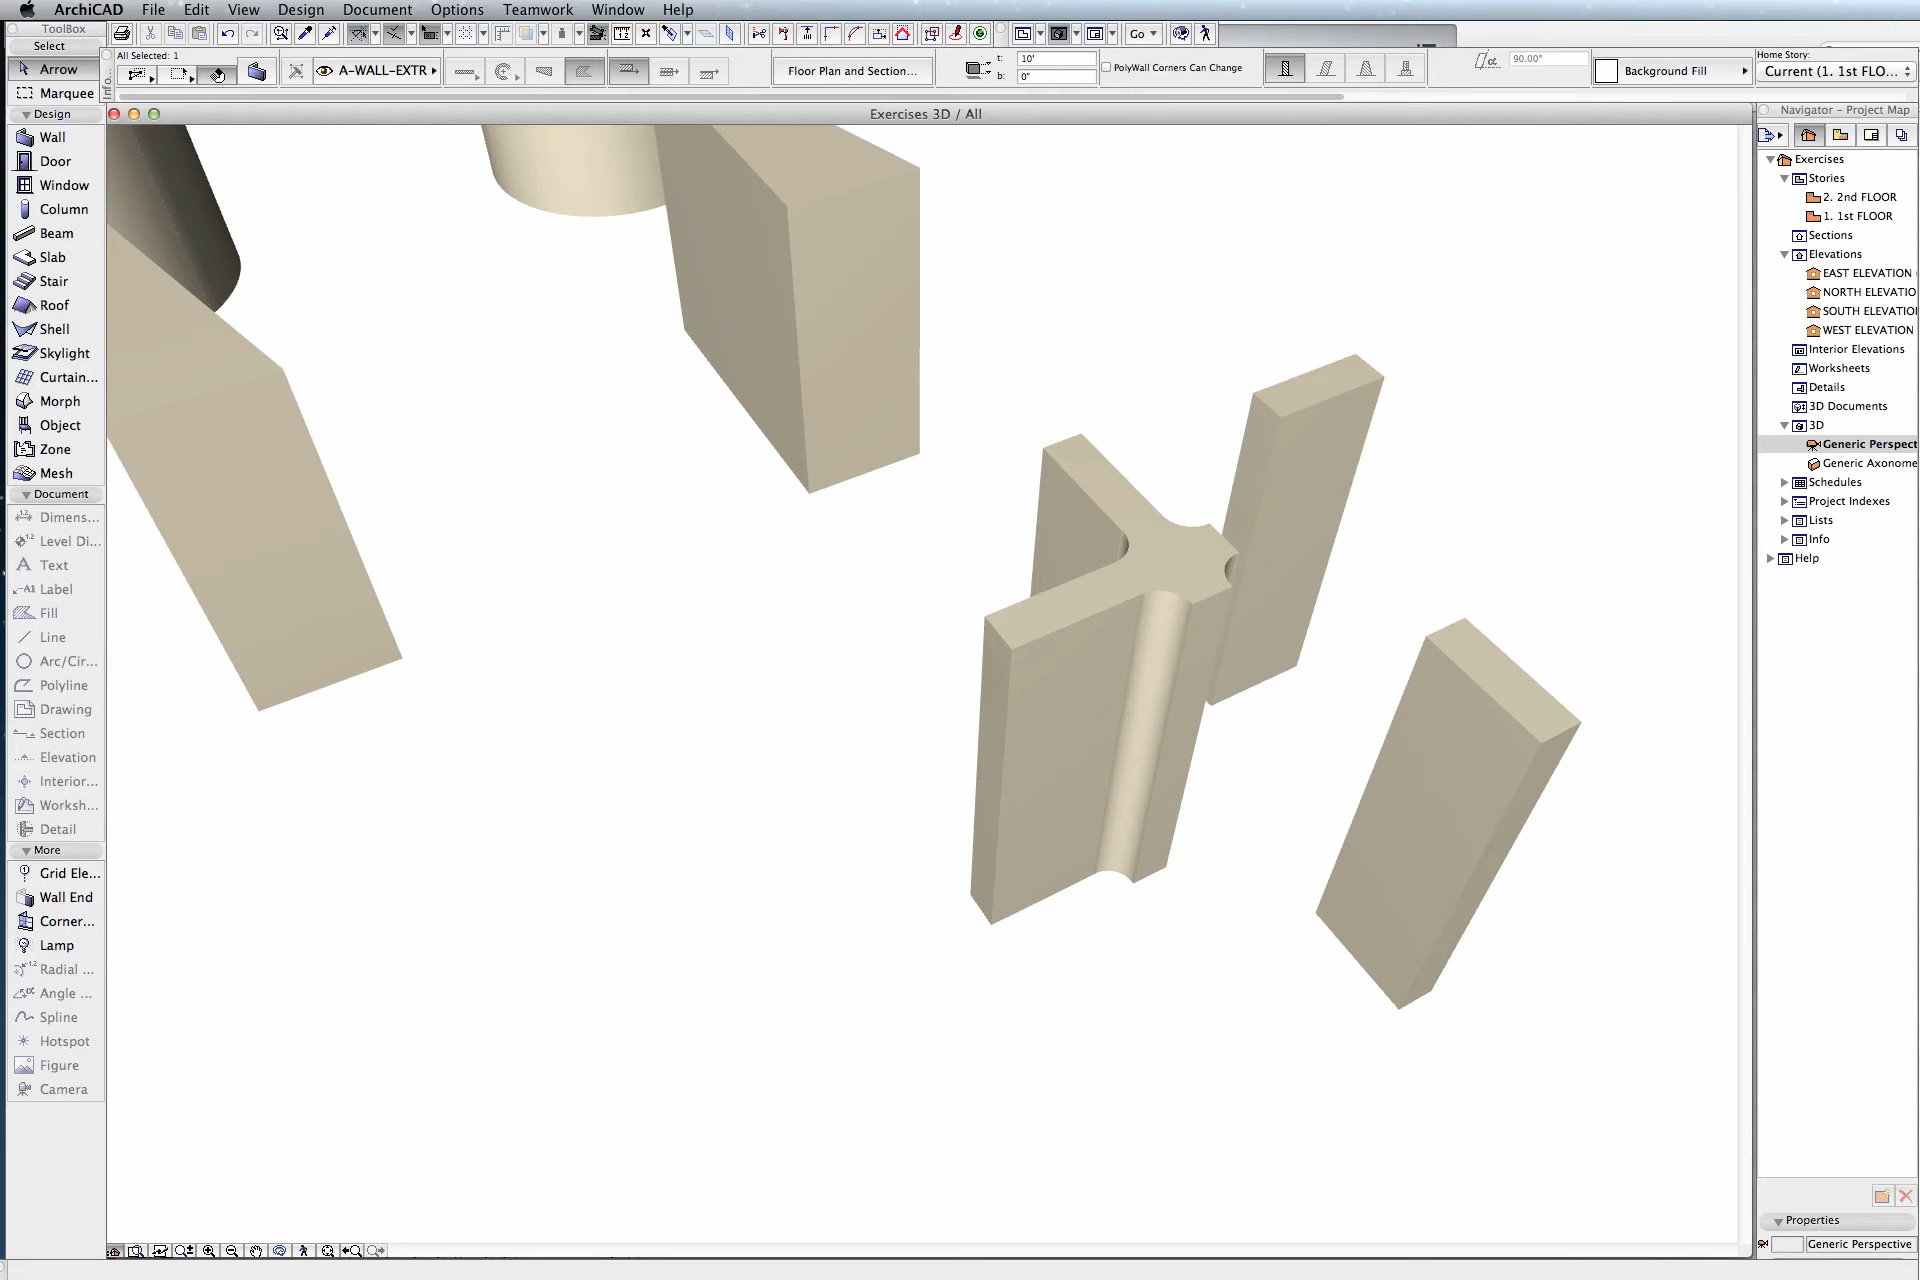 ArchiCAD File Edit View Design Document Options Teamwork Window Help
ToolBox
Select
Arrow
Marquee
Design
Wall
Door
Window
Column
Beam
Slab
Stair
Roof
Shell
Skylight
Curtain...
Morph
Object
Zone
Mesh
Document
Dimens...
Level Di...
Text
Label
Fill
Line
Arc/Cir...
Polyline
Drawing
Section
Elevation
Interior...
Worksh...
Detail
More
Grid Ele...
Wall End
Corner...
Lamp
Radial ...
Angle ...
Spline
Hotspot
Figure
Camera
Go
Info...
All Selected: 1
A-WALL-EXTR
Floor Plan and Section...
t: 10'
b: 0"
PolyWall Corners Can Change
α 90.00°
Background Fill
Home Story:
Current (1. 1st FLO...
Exercises 3D / All
Navigator - Project Map
Exercises
Stories
2. 2nd FLOOR
1. 1st FLOOR
Sections
Elevations
EAST ELEVATION
NORTH ELEVATIO
SOUTH ELEVATIO
WEST ELEVATION
Interior Elevations
Worksheets
Details
3D Documents
3D
Generic Perspect
Generic Axonome
Schedules
Project Indexes
Lists
Info
Help
Properties
Generic Perspective